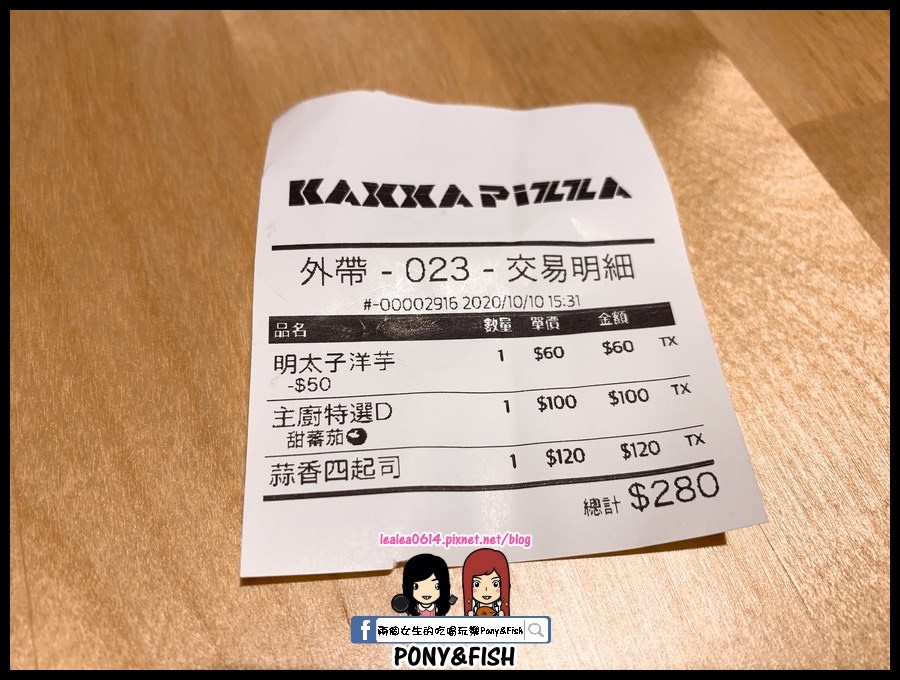 KAXXAPiZZA
外帶 - 023 - 交易明細
#-00002916 2020/10/10 15:31
品名 數量 單價 金額
明太子洋芋 1 $60 $60 TX
-$50
主廚特選D 1 $100 $100 TX
甜蕃茄
蒜香四起司 1 $120 $120 TX
總計 $280
lealea0614.pixnet.net/blog
f 兩個女生的吃喝玩樂Pony&Fish
PONY&FISH